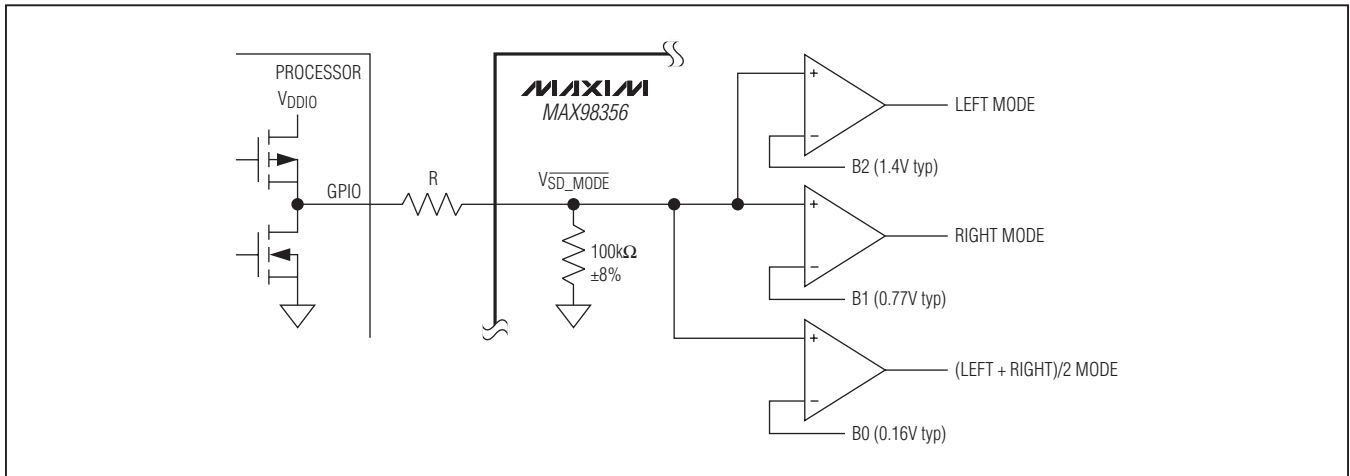 PROCESSOR
VDDIO
GPIO
R
MAXIM
MAX98356
VSD_MODE
100kΩ
±8%
+
−
LEFT MODE
B2 (1.4V typ)
+
−
RIGHT MODE
B1 (0.77V typ)
+
−
(LEFT + RIGHT)/2 MODE
B0 (0.16V typ)